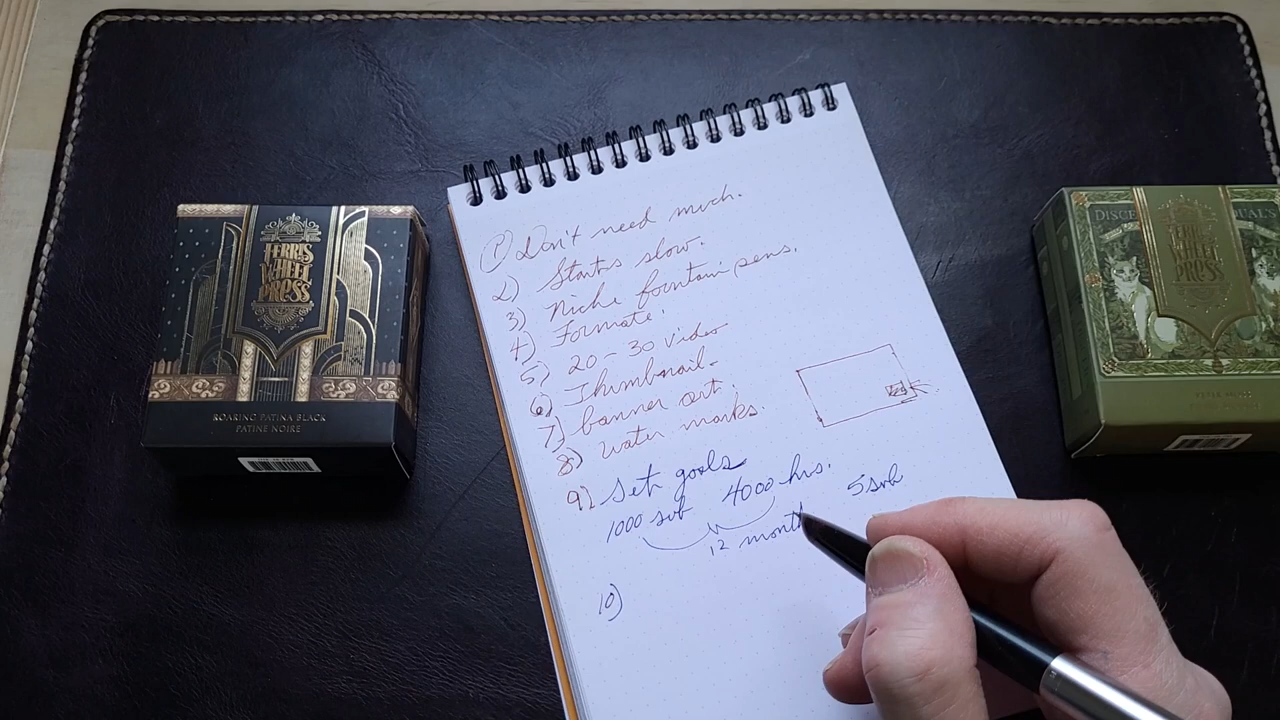 FERRIS
WHEEL
PRESS
ROARING PATINA BLACK
PATINE NOIRE
1) Don't need much.
2) Starts slow.
3) Niche fountain pens.
4) Formate.
5) 20-30 video
6) Thumbnail.
7) banner art.
8) water marks.
9) Set goals
1000 sub 4000 hrs. 5 sub
12 month
10)
FERRIS
WHEEL
PRESS